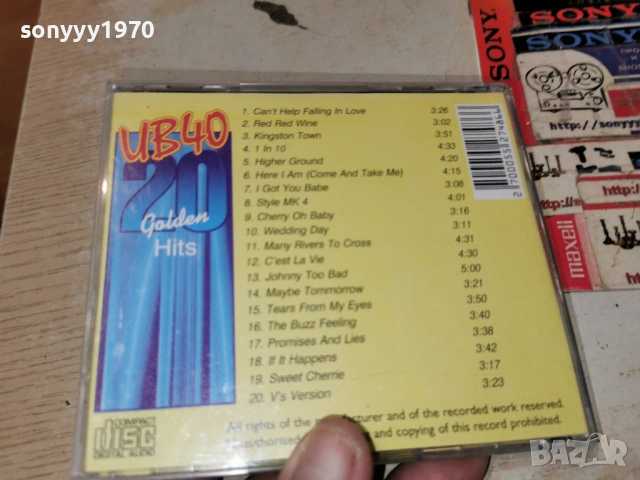 sonyyy1970
UB40
20
Golden
Hits
1. Can't Help Falling In Love 3:26
2. Red Red Wine 3:02
3. Kingston Town 3:51
4. 1 In 10 4:33
5. Higher Ground 4:20
6. Here I Am (Come And Take Me) 4:15
7. I Got You Babe 3:08
8. Style MK 4 4:01
9. Cherry Oh Baby 3:16
10. Wedding Day 3:11
11. Many Rivers To Cross 4:31
12. C'est La Vie 4:30
13. Johnny Too Bad 5:00
14. Maybe Tommorrow 3:21
15. Tears From My Eyes 3:50
16. The Buzz Feeling 3:40
17. Promises And Lies 3:38
18. If It Happens 3:42
19. Sweet Cherrie 3:17
20. V's Version 3:23
COMPACT
disc
DIGITAL AUDIO
All rights of the and of the recorded work reserved.
and copying of this record prohibited.
SONY
SONY
http://sonyyy
maxell
BAZAR